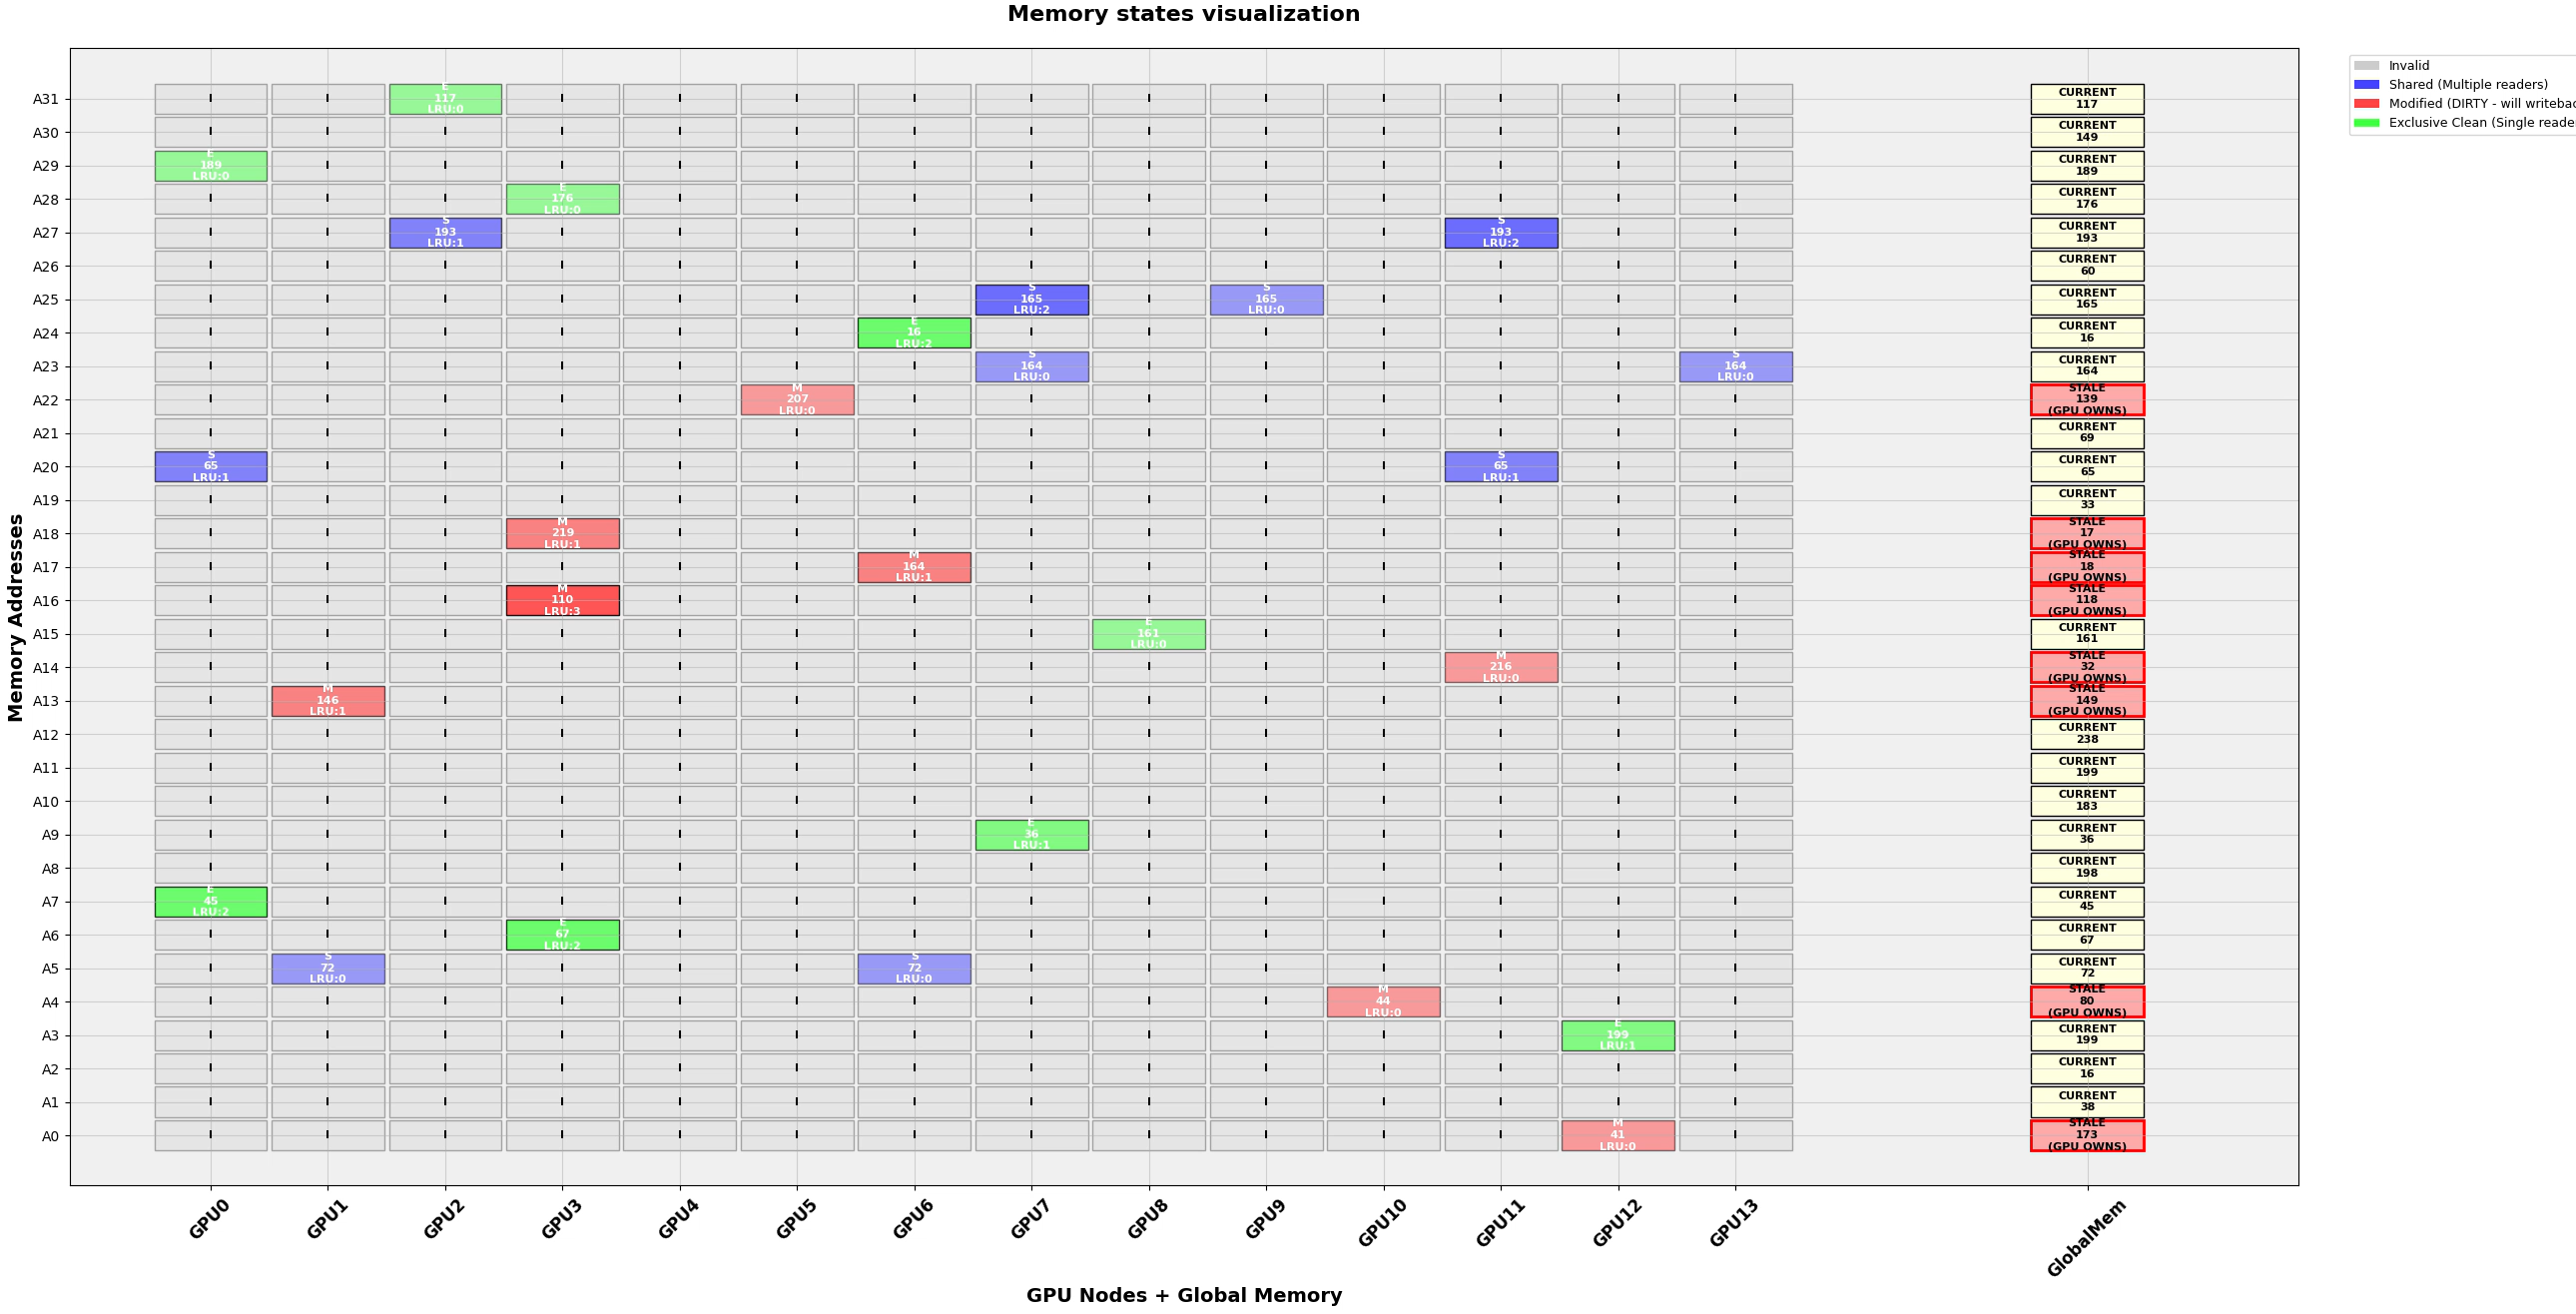 Memory states visualization
Invalid
Shared (Multiple readers)
Modified (DIRTY - will writebac
Exclusive Clean (Single reade
Memory Addresses
A31 I I E 117 LRU:0 I I I I I I I I I I I CURRENT 117
A30 I I I I I I I I I I I I I I CURRENT 149
A29 E 189 LRU:0 I I I I I I I I I I I I I CURRENT 189
A28 I I I E 176 LRU:0 I I I I I I I I I I CURRENT 176
A27 I I S 193 LRU:1 I I I I I I I I S 193 LRU:2 I I CURRENT 193
A26 I I I I I I I I I I I I I I CURRENT 60
A25 I I I I I I I S 165 LRU:2 I S 165 LRU:0 I I I I CURRENT 165
A24 I I I I I I E 16 LRU:2 I I I I I I I CURRENT 16
A23 I I I I I I I S 164 LRU:0 I I I I I S 164 LRU:0 CURRENT 164
A22 I I I I I M 207 LRU:0 I I I I I I I I STALE 139 (GPU OWNS)
A21 I I I I I I I I I I I I I I CURRENT 69
A20 S 65 LRU:1 I I I I I I I I I I S 65 LRU:1 I I CURRENT 65
A19 I I I I I I I I I I I I I I CURRENT 33
A18 I I I M 219 LRU:1 I I I I I I I I I I STALE 17 (GPU OWNS)
A17 I I I I I I M 164 LRU:1 I I I I I I I STALE 18 (GPU OWNS)
A16 I I I M 110 LRU:3 I I I I I I I I I I STALE 118 (GPU OWNS)
A15 I I I I I I I I E 161 LRU:0 I I I I I CURRENT 161
A14 I I I I I I I I I I I M 216 LRU:0 I I STALE 32 (GPU OWNS)
A13 I M 146 LRU:1 I I I I I I I I I I I I STALE 149 (GPU OWNS)
A12 I I I I I I I I I I I I I I CURRENT 238
A11 I I I I I I I I I I I I I I CURRENT 199
A10 I I I I I I I I I I I I I I CURRENT 183
A9 I I I I I I I E 36 LRU:1 I I I I I I CURRENT 36
A8 I I I I I I I I I I I I I I CURRENT 198
A7 E 45 LRU:2 I I I I I I I I I I I I I CURRENT 45
A6 I I I E 67 LRU:2 I I I I I I I I I I CURRENT 67
A5 I S 72 LRU:0 I I I I S 72 LRU:0 I I I I I I I CURRENT 72
A4 I I I I I I I I I I M 44 LRU:0 I I I STALE 80 (GPU OWNS)
A3 I I I I I I I I I I I I E 199 LRU:1 I CURRENT 199
A2 I I I I I I I I I I I I I I CURRENT 16
A1 I I I I I I I I I I I I I I CURRENT 38
A0 I I I I I I I I I I I I M 41 LRU:0 I STALE 173 (GPU OWNS)
GPU0 GPU1 GPU2 GPU3 GPU4 GPU5 GPU6 GPU7 GPU8 GPU9 GPU10 GPU11 GPU12 GPU13 GlobalMem
GPU Nodes + Global Memory